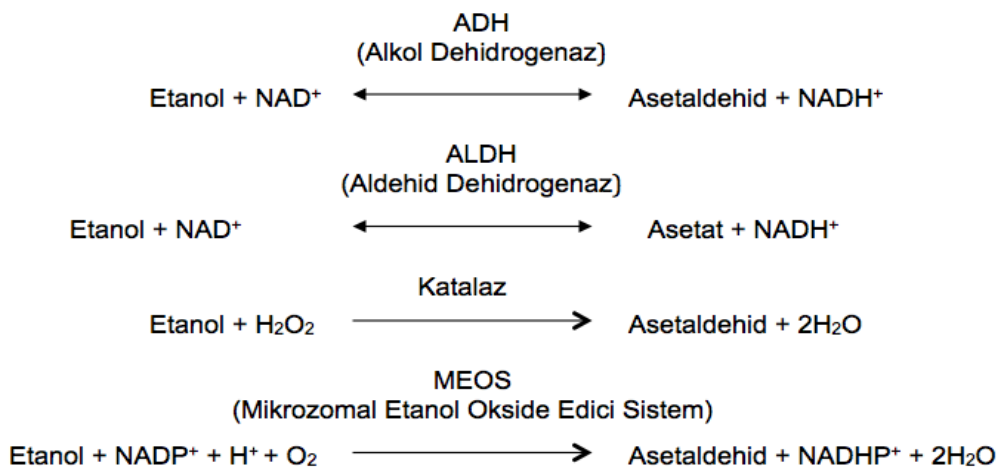 ADH
(Alkol Dehidrogenaz)
Etanol + NAD⁺ Asetaldehid + NADH⁺
ALDH
(Aldehid Dehidrogenaz)
Etanol + NAD⁺ Asetat + NADH⁺
Katalaz
Etanol + H₂O₂ Asetaldehid + 2H₂O
MEOS
(Mikrozomal Etanol Okside Edici Sistem)
Etanol + NADP⁺ + H⁺ + O₂ Asetaldehid + NADHP⁺ + 2H₂O